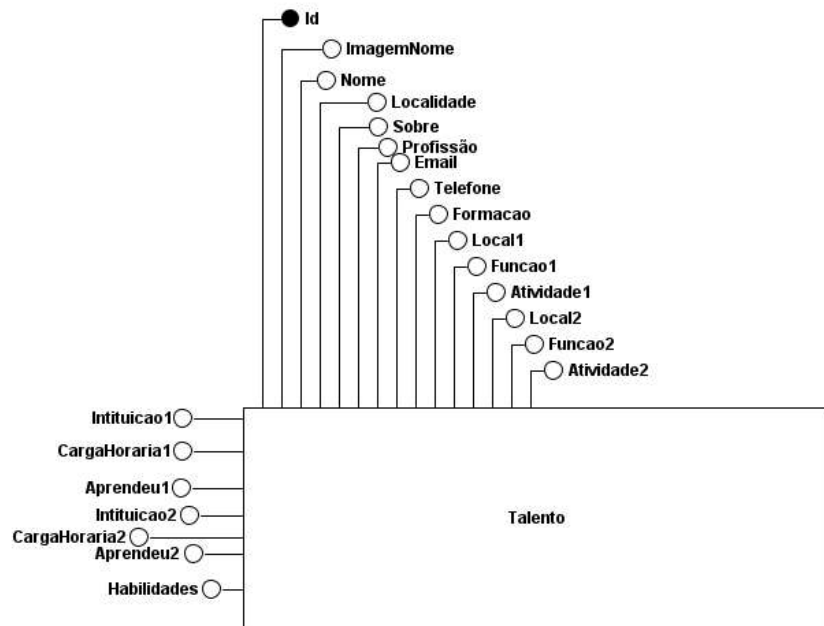 Id
ImagemNome
Nome
Localidade
Sobre
Profissão
Email
Telefone
Formacao
Local1
Funcao1
Atividade1
Local2
Funcao2
Atividade2
Intituicao1
CargaHoraria1
Aprendeu1
Intituicao2
CargaHoraria2
Aprendeu2
Habilidades
Talento